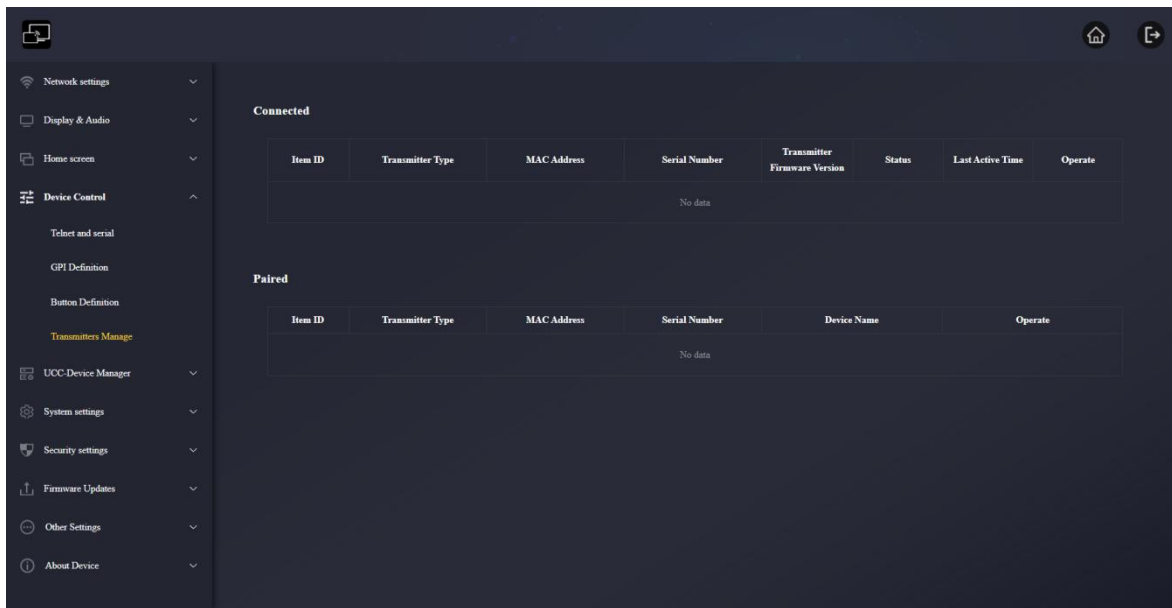 Network settings
Display & Audio
Home screen
Device Control
Telnet and serial
GPI Definition
Button Definition
Transmitters Manage
UCC-Device Manager
System settings
Security settings
Firmware Updates
Other Settings
About Device
Connected
Item ID Transmitter Type MAC Address Serial Number Transmitter Firmware Version Status Last Active Time Operate
No data
Paired
Item ID Transmitter Type MAC Address Serial Number Device Name Operate
No data